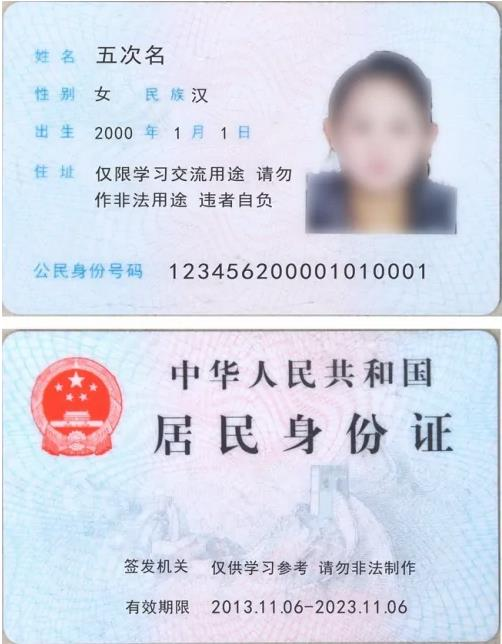 姓名 五次名
性别 女 民族 汉
出生 2000 年 1 月 1 日
住址 仅限学习交流用途 请勿
作非法用途 违者自负
公民身份号码 123456200001010001
中华人民共和国
居民身份证
签发机关 仅供学习参考 请勿非法制作
有效期限 2013.11.06-2023.11.06